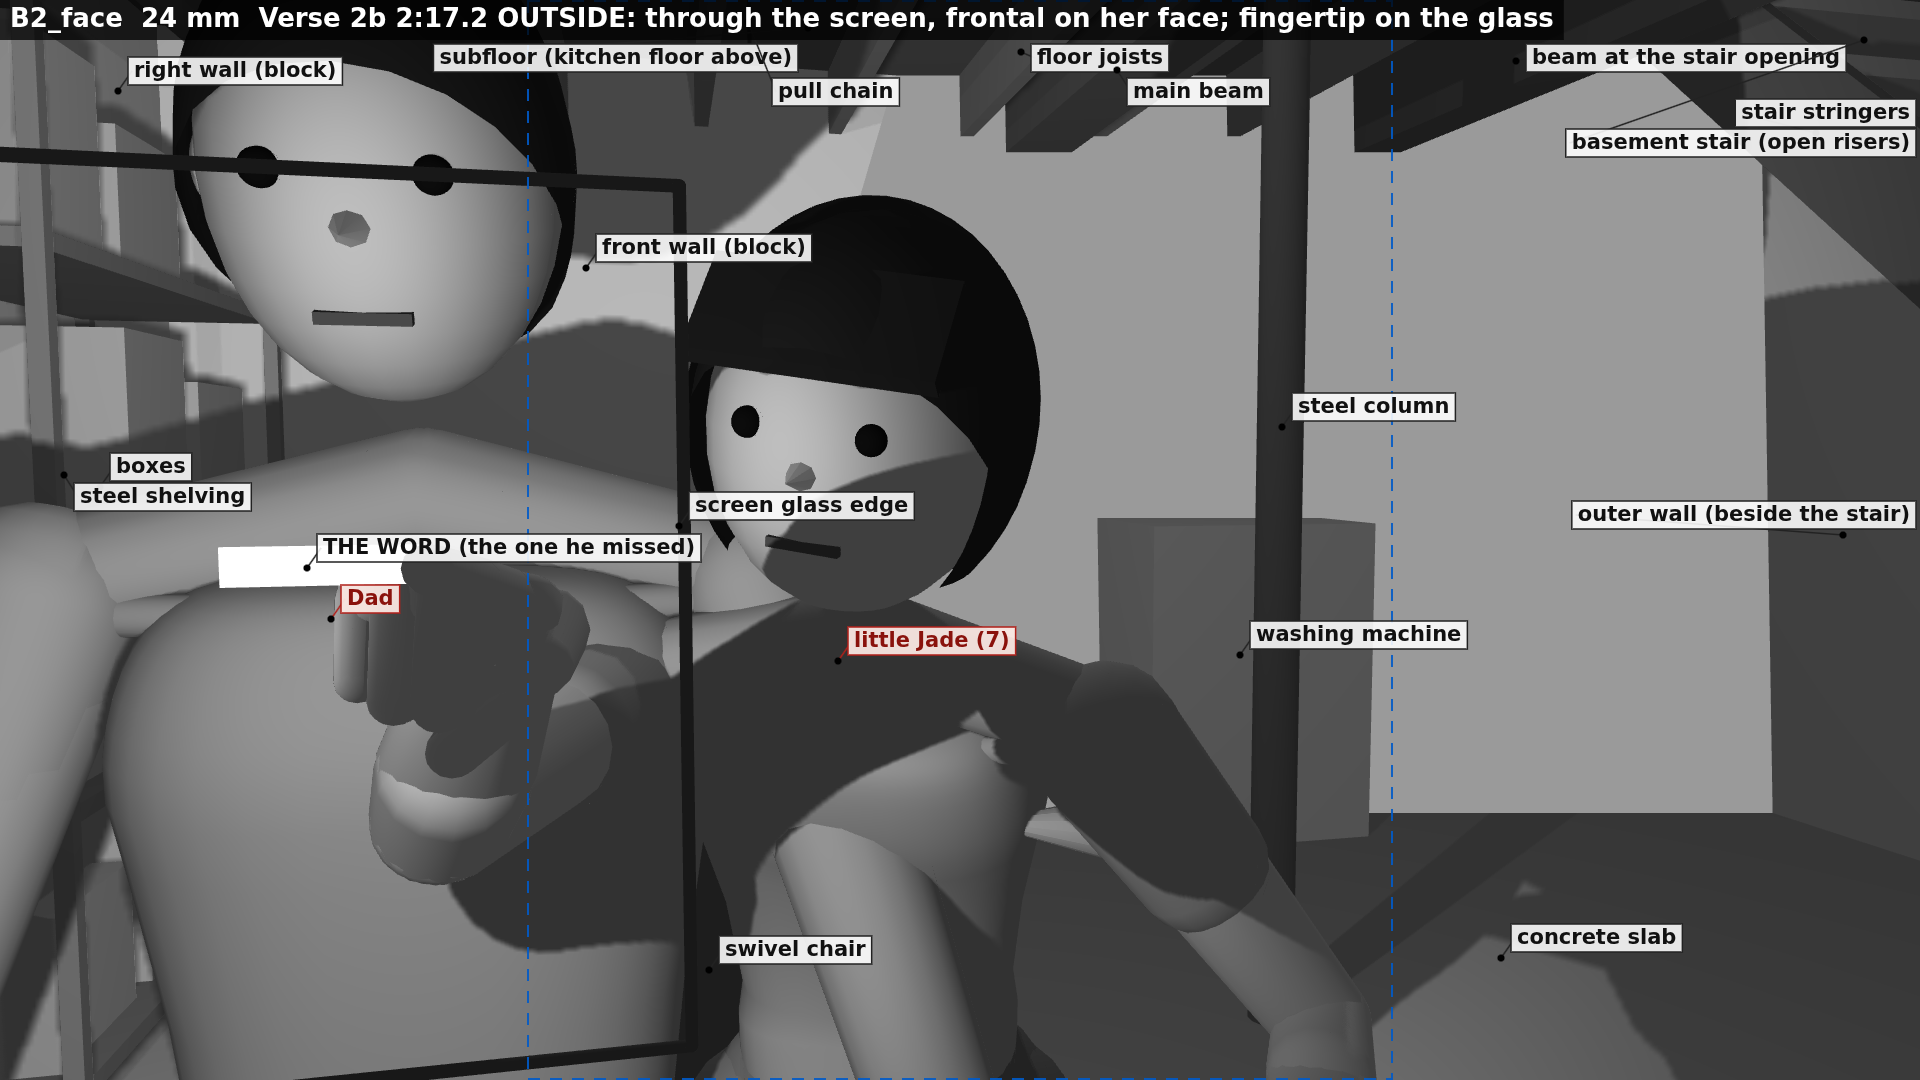 B2_face 24 mm Verse 2b 2:17.2 OUTSIDE: through the screen, frontal on her face; fingertip on the glass
right wall (block)
subfloor (kitchen floor above)
floor joists
beam at the stair opening
pull chain
main beam
stair stringers
basement stair (open risers)
front wall (block)
steel column
boxes
steel shelving
screen glass edge
outer wall (beside the stair)
THE WORD (the one he missed)
Dad
little Jade (7)
washing machine
swivel chair
concrete slab